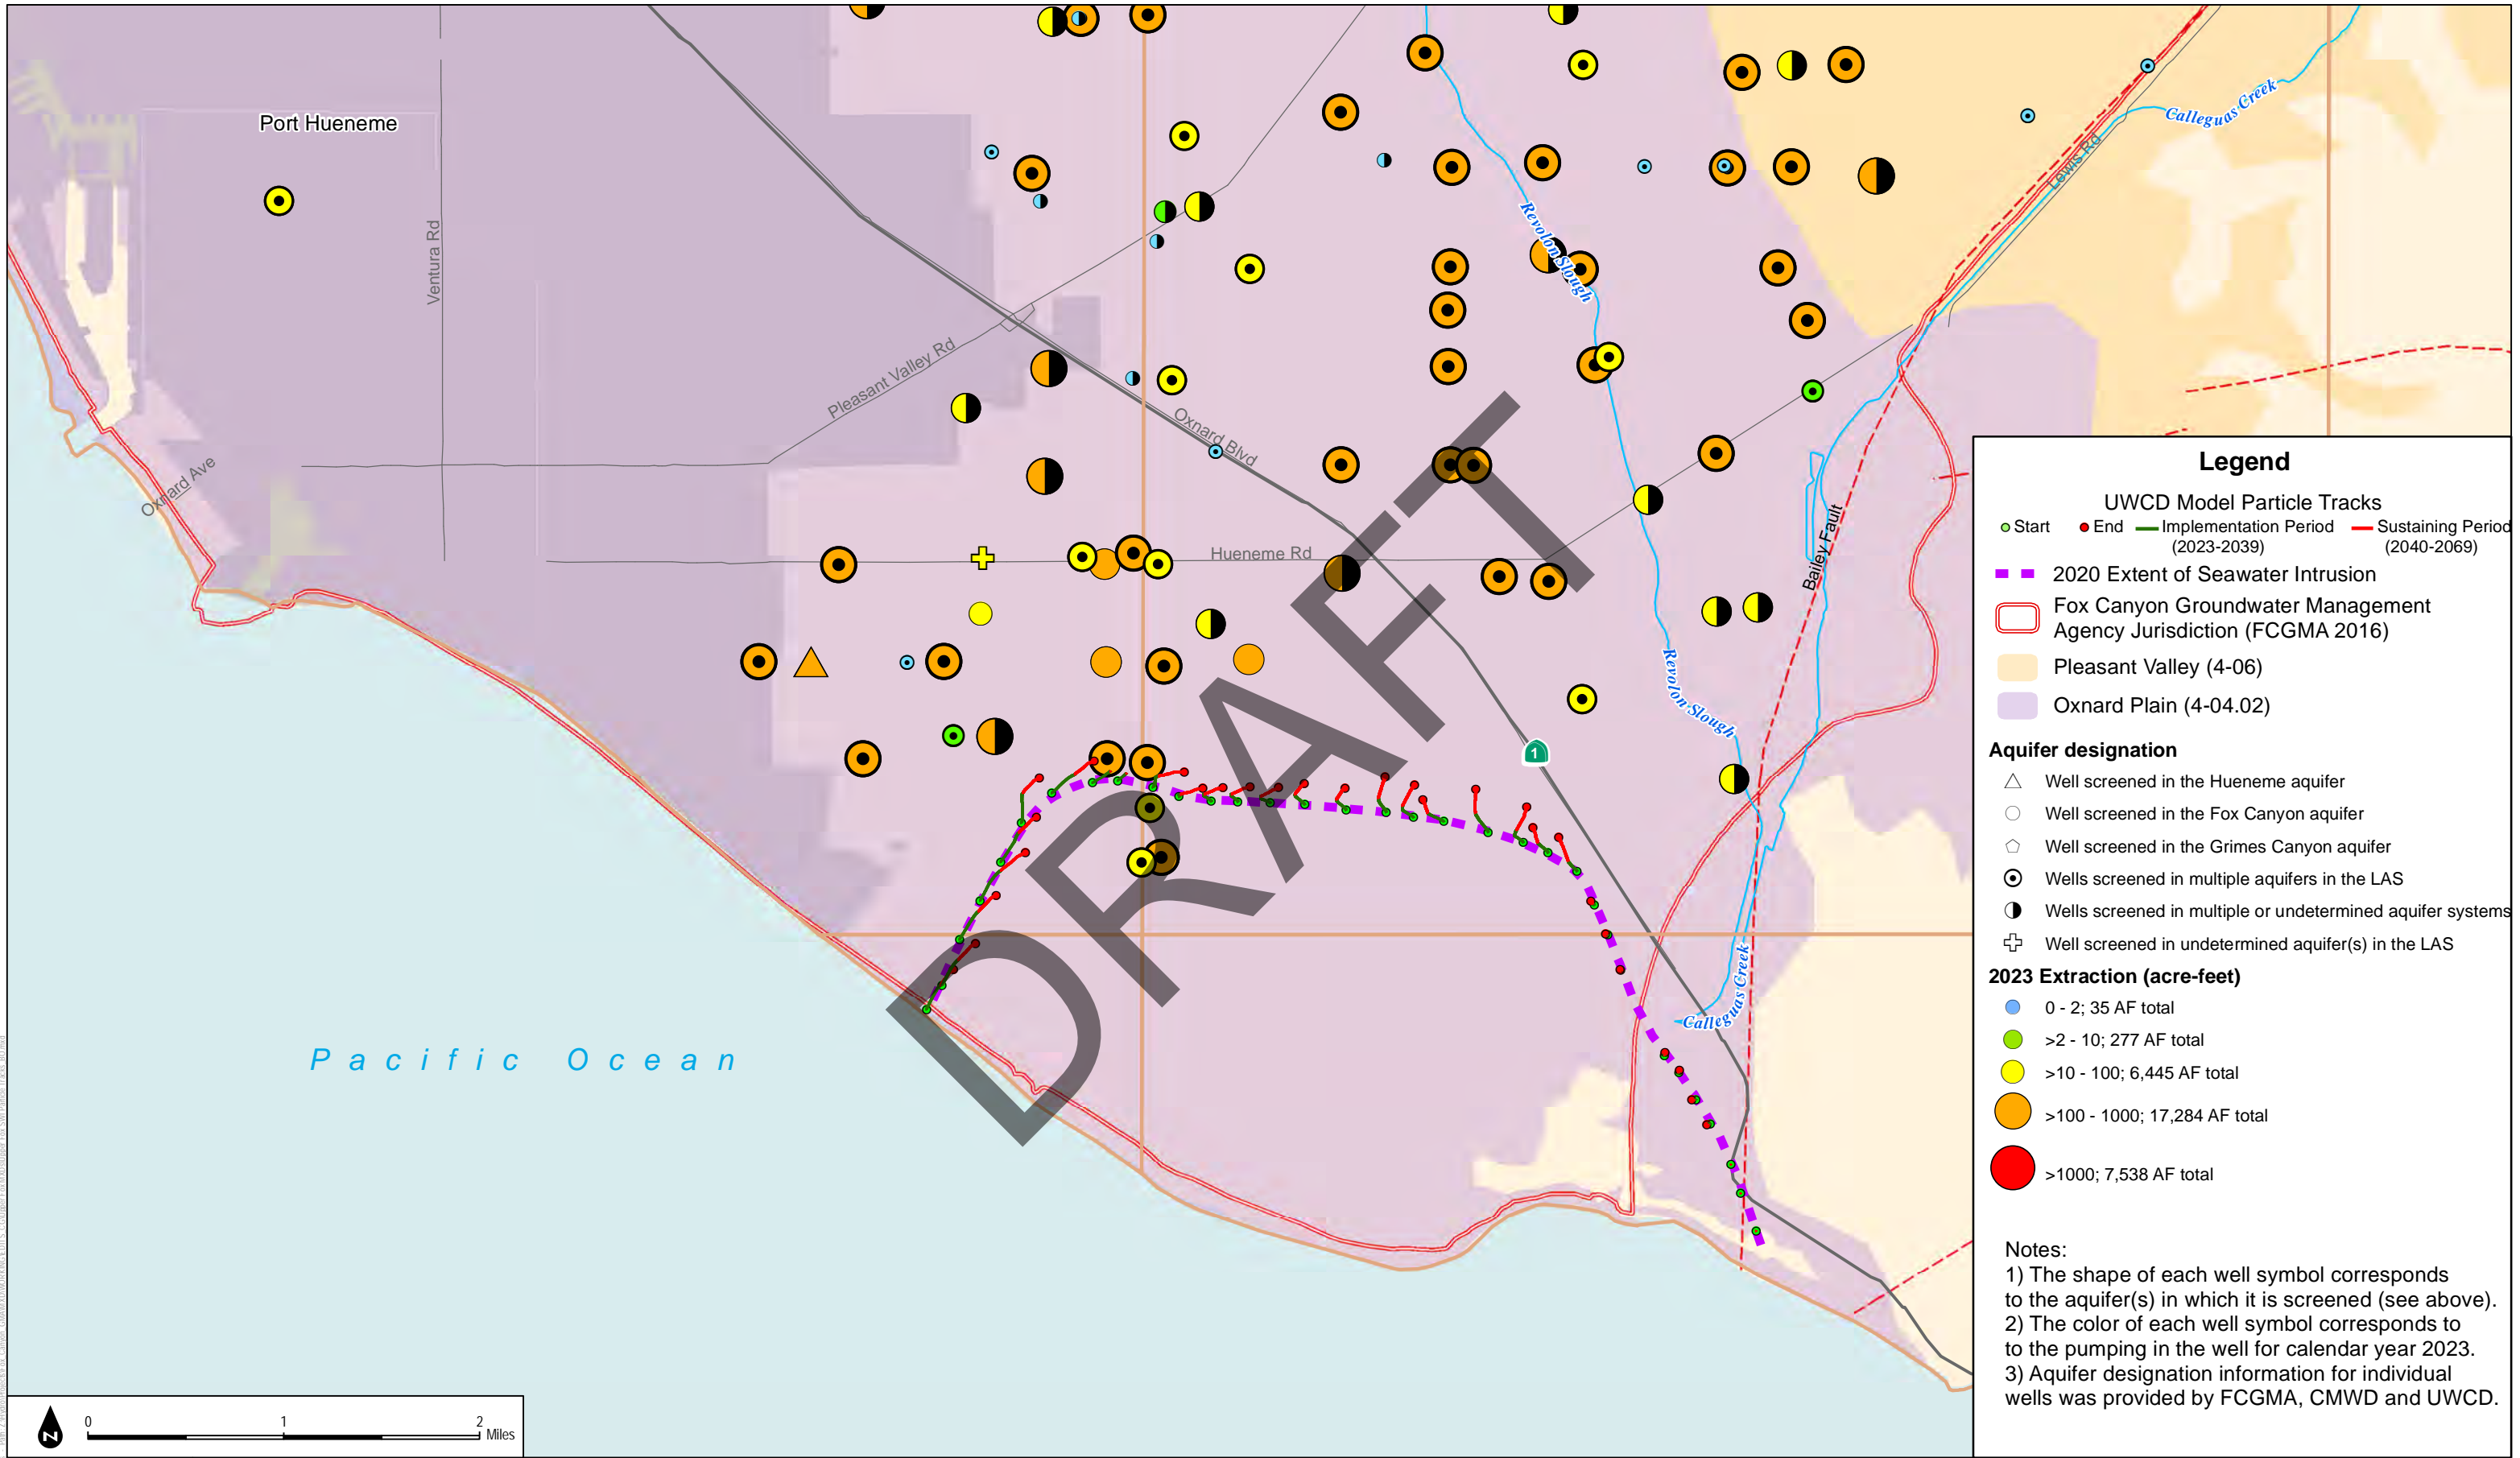 Port Hueneme
Ventura Rd
Oxnard Ave
Pleasant Valley Rd
Oxnard Blvd
Hueneme Rd
Revolon Slough
Revolon Slough
Calleguas Creek
Lewis Rd
Bailey Fault
1
Calleguas Creek
Pacific Ocean
DRAFT
N
0 1 2
Miles
Legend
UWCD Model Particle Tracks
Start End Implementation Period Sustaining Period
(2023-2039) (2040-2069)
2020 Extent of Seawater Intrusion
Fox Canyon Groundwater Management
Agency Jurisdiction (FCGMA 2016)
Pleasant Valley (4-06)
Oxnard Plain (4-04.02)
Aquifer designation
Well screened in the Hueneme aquifer
Well screened in the Fox Canyon aquifer
Well screened in the Grimes Canyon aquifer
Wells screened in multiple aquifers in the LAS
Wells screened in multiple or undetermined aquifer systems
Well screened in undetermined aquifer(s) in the LAS
2023 Extraction (acre-feet)
0 - 2; 35 AF total
>2 - 10; 277 AF total
>10 - 100; 6,445 AF total
>100 - 1000; 17,284 AF total
>1000; 7,538 AF total
Notes:
1) The shape of each well symbol corresponds
to the aquifer(s) in which it is screened (see above).
2) The color of each well symbol corresponds to
to the pumping in the well for calendar year 2023.
3) Aquifer designation information for individual
wells was provided by FCGMA, CMWD and UWCD.